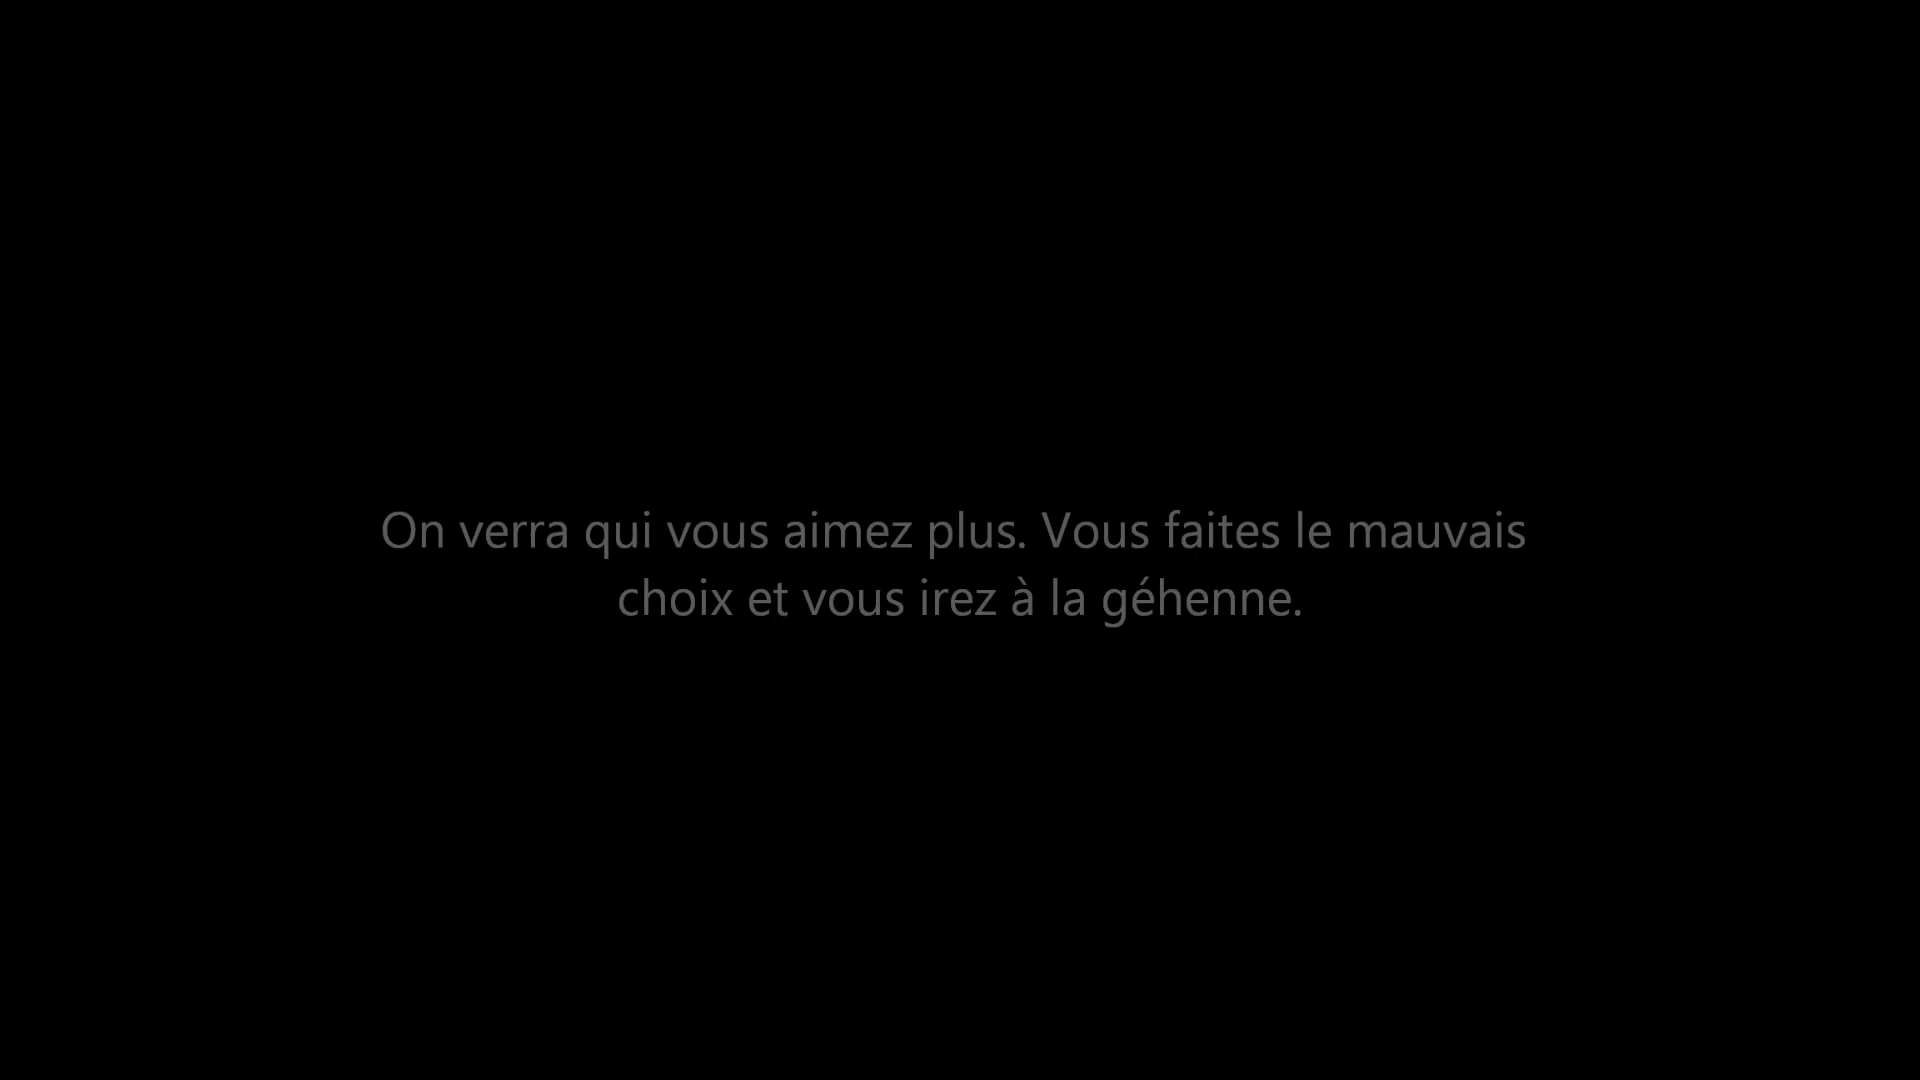 On verra qui vous aimez plus. Vous faites le mauvais
choix et vous irez à la géhenne.